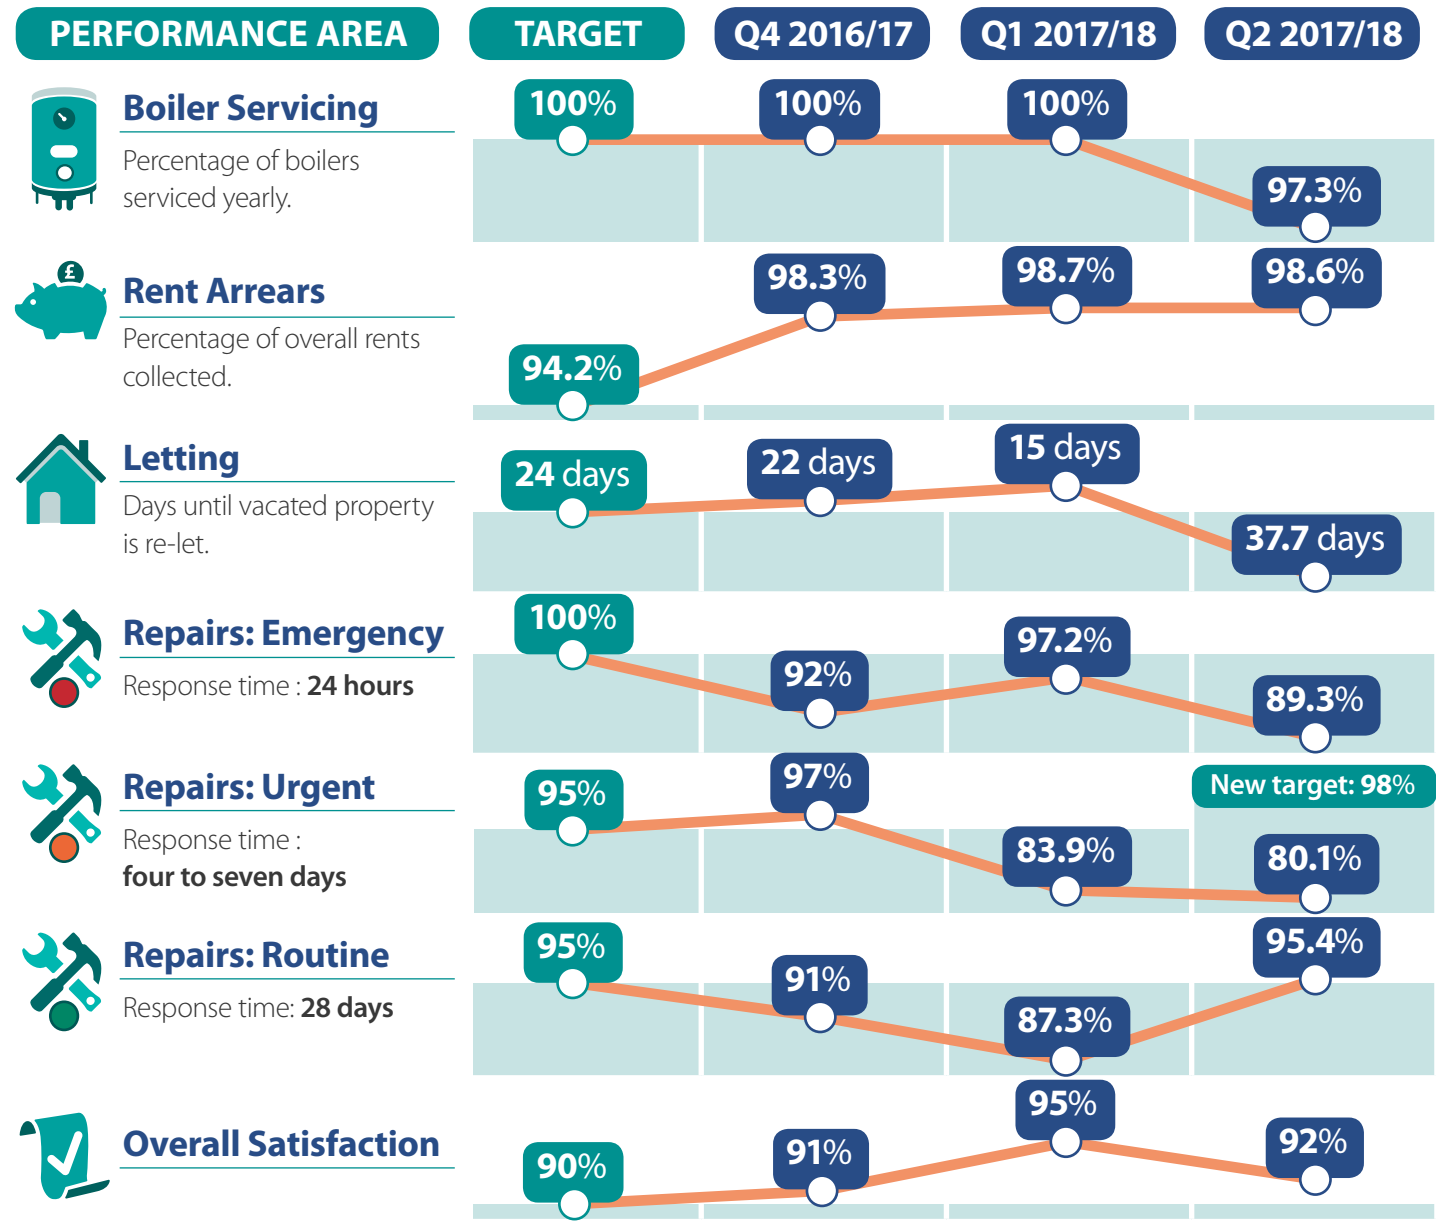 PERFORMANCE AREA TARGET Q4 2016/17 Q1 2017/18 Q2 2017/18
Boiler Servicing
Percentage of boilers
serviced yearly.
100% 100% 100% 97.3%
£
Rent Arrears
Percentage of overall rents
collected.
94.2% 98.3% 98.7% 98.6%
Letting
Days until vacated property
is re-let.
24 days 22 days 15 days 37.7 days
Repairs: Emergency
Response time : 24 hours
100% 92% 97.2% 89.3%
Repairs: Urgent
Response time :
four to seven days
95% 97% 83.9% New target: 98%
80.1%
Repairs: Routine
Response time: 28 days
95% 91% 87.3% 95.4%
Overall Satisfaction
90% 91% 95% 92%